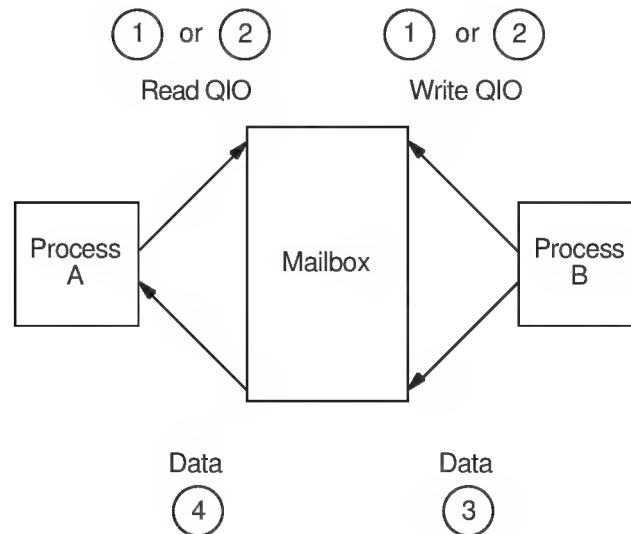 1 or 2
1 or 2
Read QIO
Write QIO
Process
A
Mailbox
Process
B
Data
4
Data
3